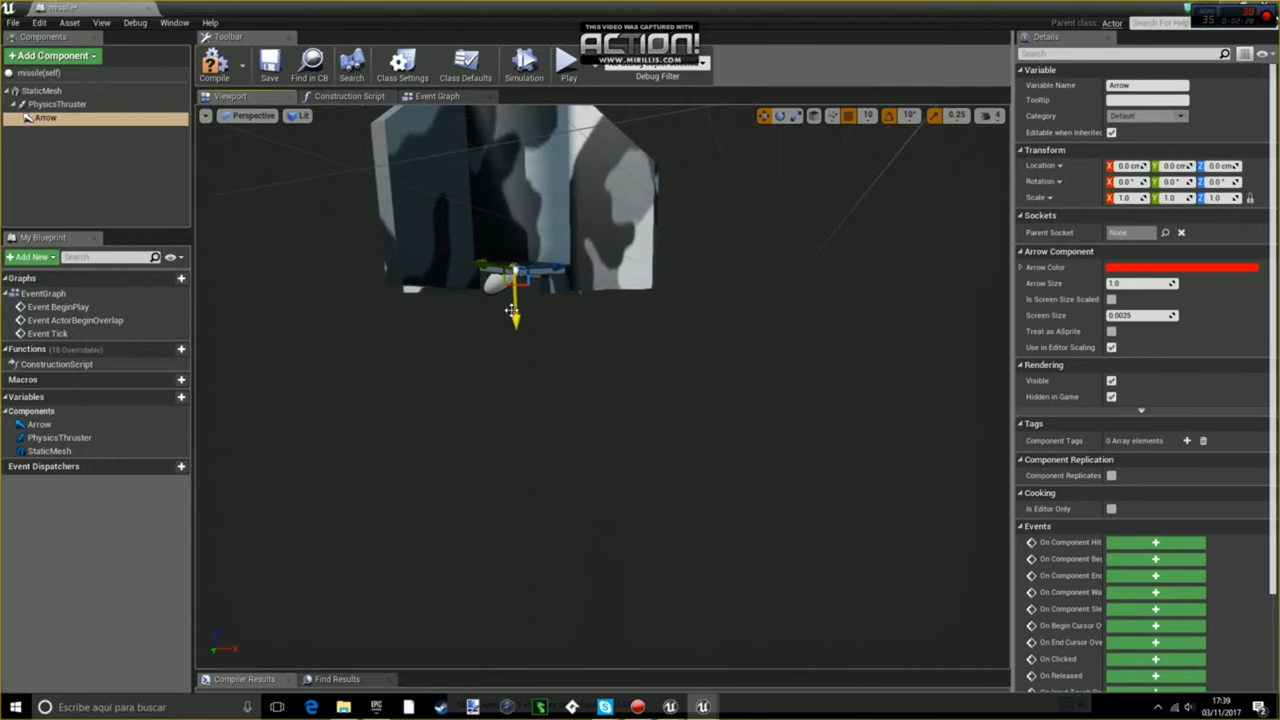 missile*
File Edit Asset View Debug Window Help
THIS VIDEO WAS CAPTURED WITH
ACTION!
WWW.MIRILLIS.COM
Parent class: Actor
Search For Help
Components
Toolbar
Details
+Add Component
missile(self)
StaticMesh
PhysicsThruster
Arrow
Compile
Save
Find in CB
Search
Class Settings
Class Defaults
Simulation
Play
Debug Filter
Viewport
Construction Script
Event Graph
Perspective
Lit
10
10°
0.25
4
My Blueprint
+Add New
Search
Graphs
EventGraph
Event BeginPlay
Event ActorBeginOverlap
Event Tick
Functions (18 Overridable)
ConstructionScript
Macros
Variables
Components
Arrow
PhysicsThruster
StaticMesh
Event Dispatchers
Search
Variable
Variable Name Arrow
Tooltip
Category Default
Editable when Inherited
Transform
Location X 0.0 cm Y 0.0 cm Z 0.0 cm
Rotation X 0.0 ° Y 0.0 ° Z 0.0 °
Scale X 1.0 Y 1.0 Z 1.0
Sockets
Parent Socket None
Arrow Component
Arrow Color
Arrow Size 1.0
Is Screen Size Scaled
Screen Size 0.0025
Treat as ASprite
Use in Editor Scaling
Rendering
Visible
Hidden in Game
Tags
Component Tags 0 Array elements
Component Replication
Component Replicates
Cooking
Is Editor Only
Events
On Component Hit
On Component Beg
On Component End
On Component Wa
On Component Sle
On Begin Cursor O
On End Cursor Ove
On Clicked
On Released
Compiler Results
Find Results
Escribe aquí para buscar
17:39
03/11/2017